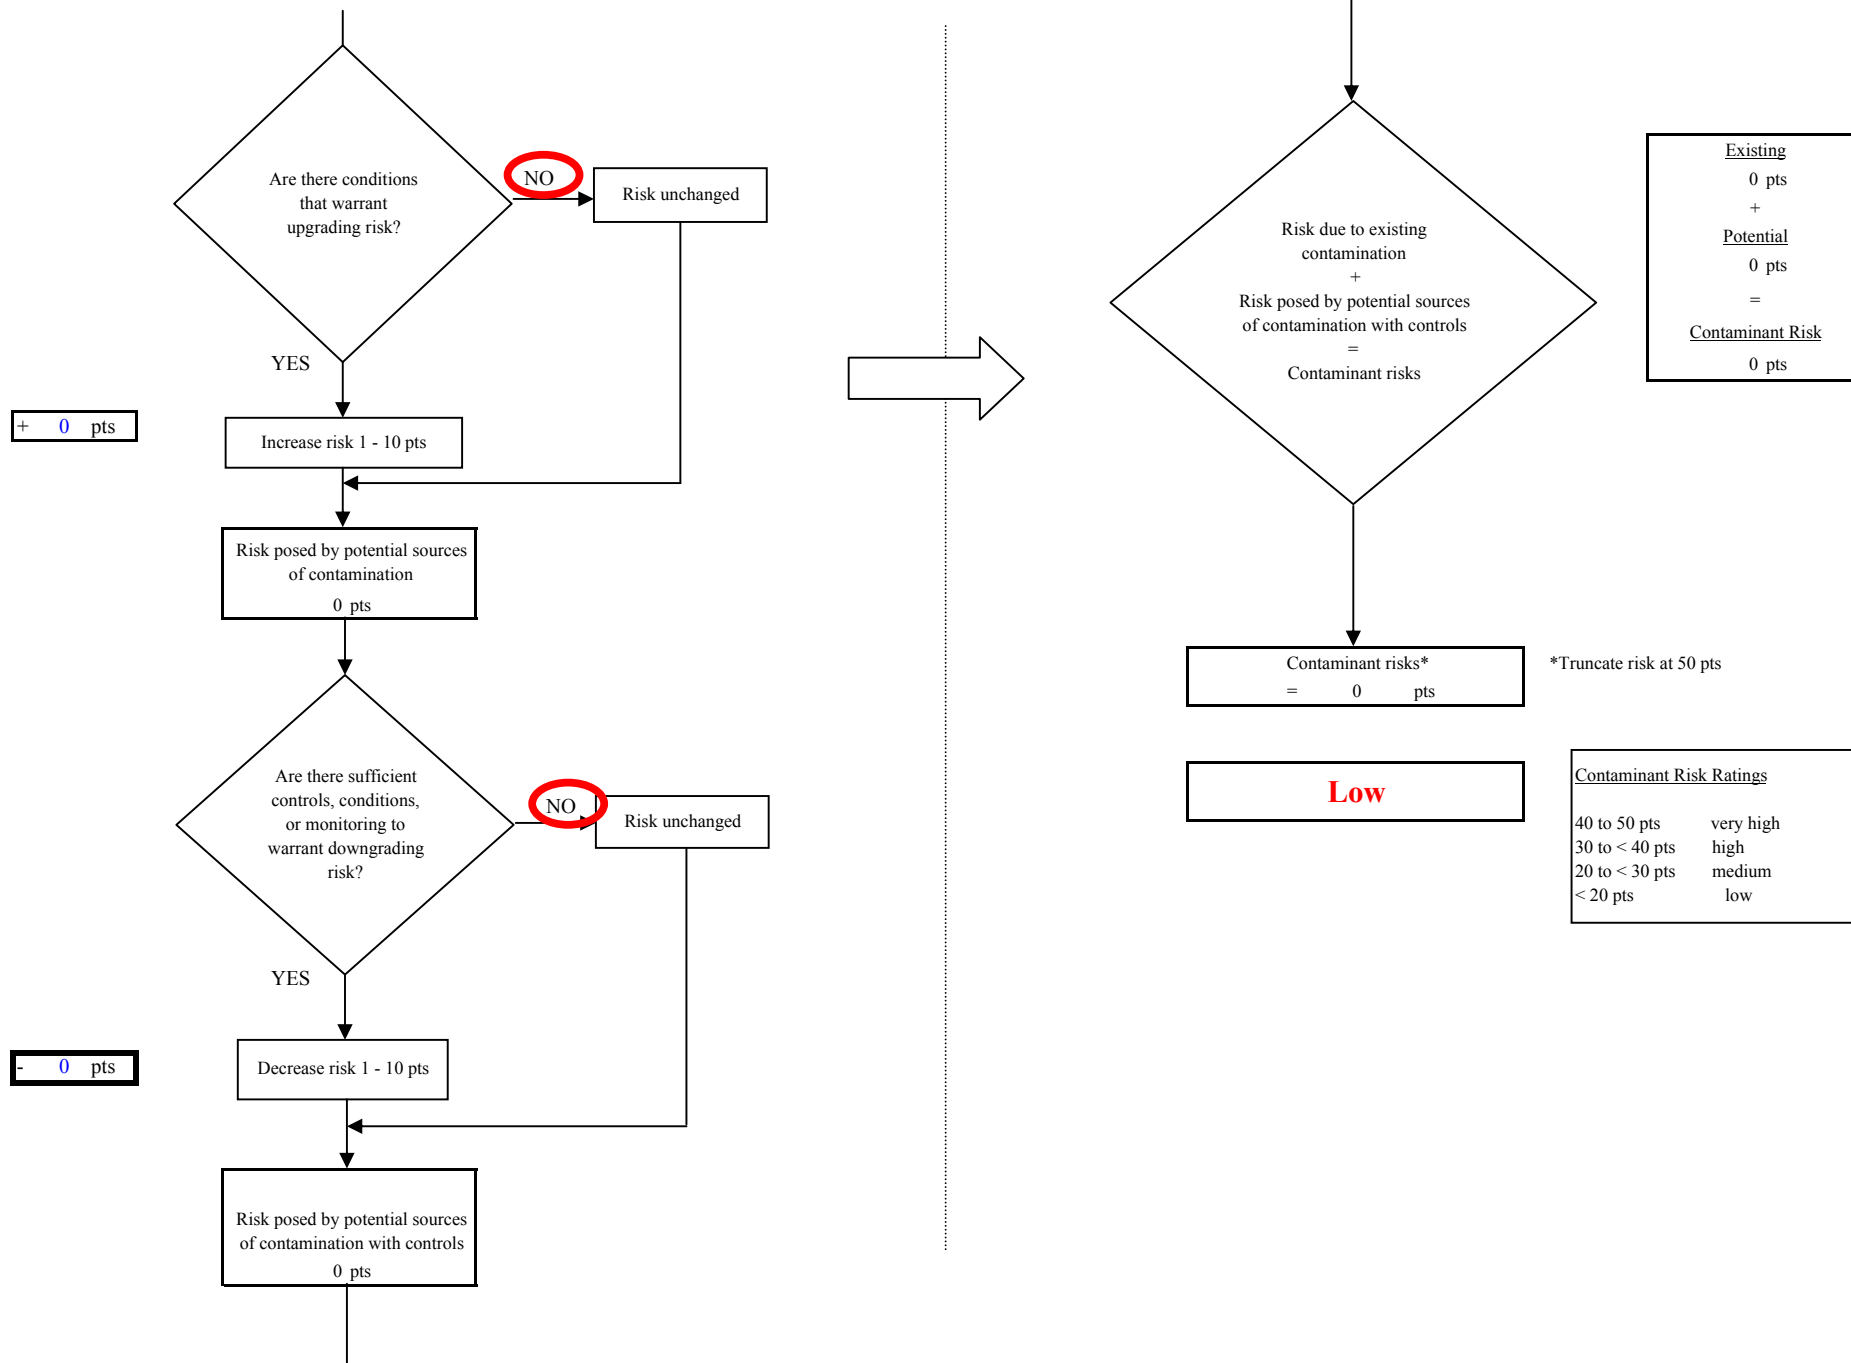 Are there conditions
that warrant
upgrading risk?
NO
Risk unchanged
YES
+ 0 pts
Increase risk 1 - 10 pts
Risk posed by potential sources
of contamination
0 pts
Are there sufficient
controls, conditions,
or monitoring to
warrant downgrading
risk?
NO
Risk unchanged
YES
- 0 pts
Decrease risk 1 - 10 pts
Risk posed by potential sources
of contamination with controls
0 pts
Risk due to existing
contamination
+
Risk posed by potential sources
of contamination with controls
=
Contaminant risks
Existing
0 pts
+
Potential
0 pts
=
Contaminant Risk
0 pts
Contaminant risks*
= 0 pts
*Truncate risk at 50 pts
Low
Contaminant Risk Ratings
40 to 50 pts very high
30 to < 40 pts high
20 to < 30 pts medium
< 20 pts low